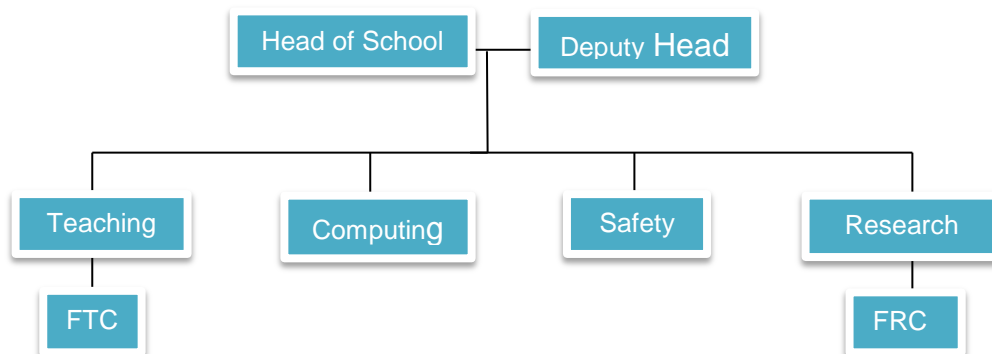 Head of School
Deputy Head
Teaching
Computing
Safety
Research
FTC
FRC